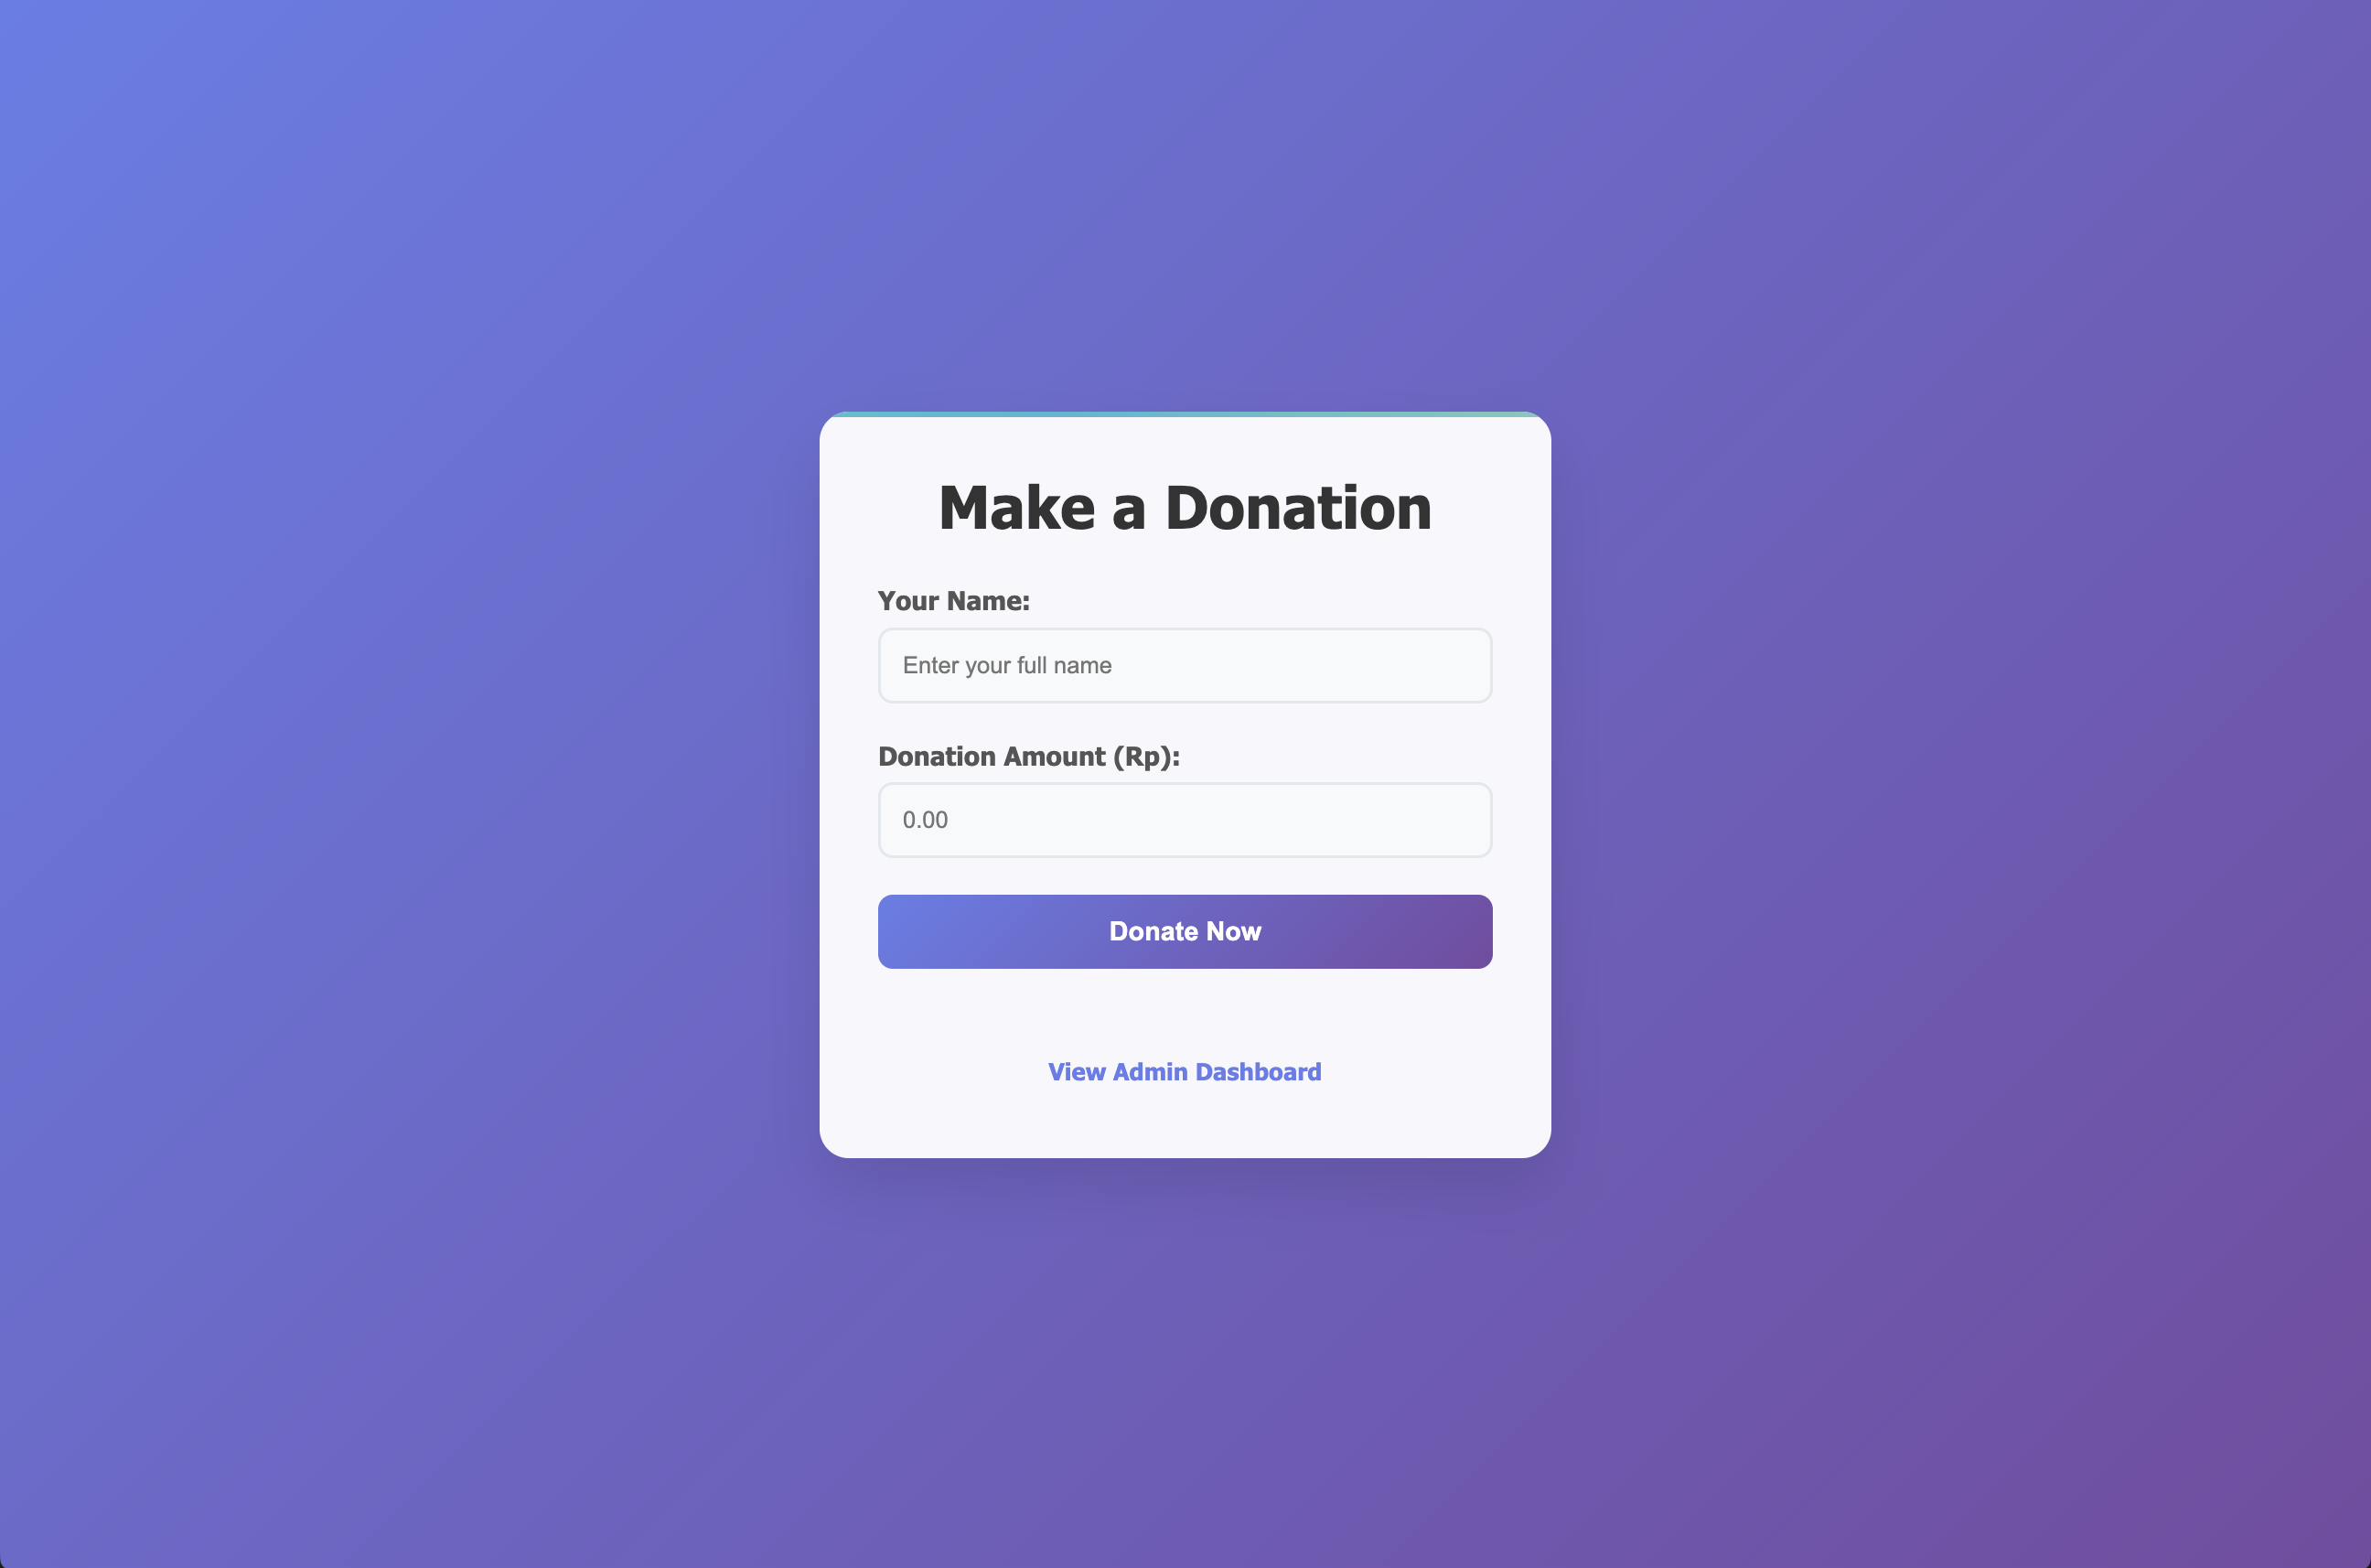 Make a Donation
Your Name:
Enter your full name
Donation Amount (Rp):
0.00
Donate Now
View Admin Dashboard